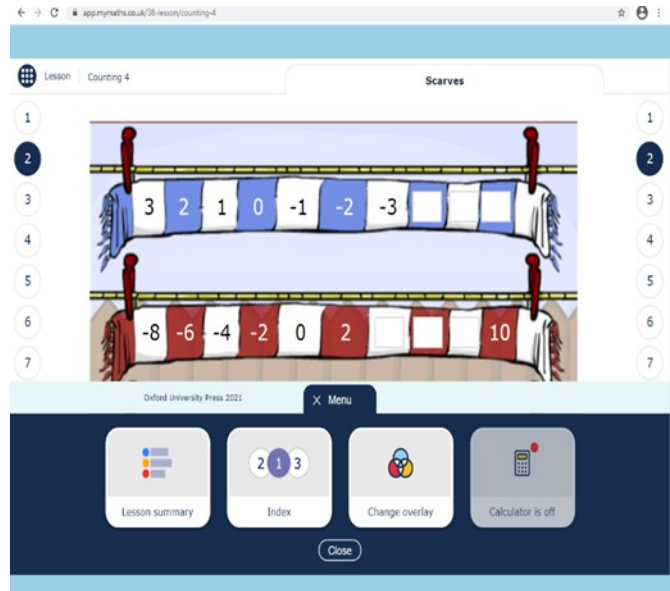 app.mymaths.co.uk/38-lesson/counting-4
Lesson Counting 4 Scarves
1 1
2 2
3 3
4 4
5 5
6 6
7 7
3 2 1 0 -1 -2 -3
-8 -6 -4 -2 0 2 10
Oxford University Press 2021
X Menu
2 1 3
Lesson summary Index Change overlay Calculator is off
Close